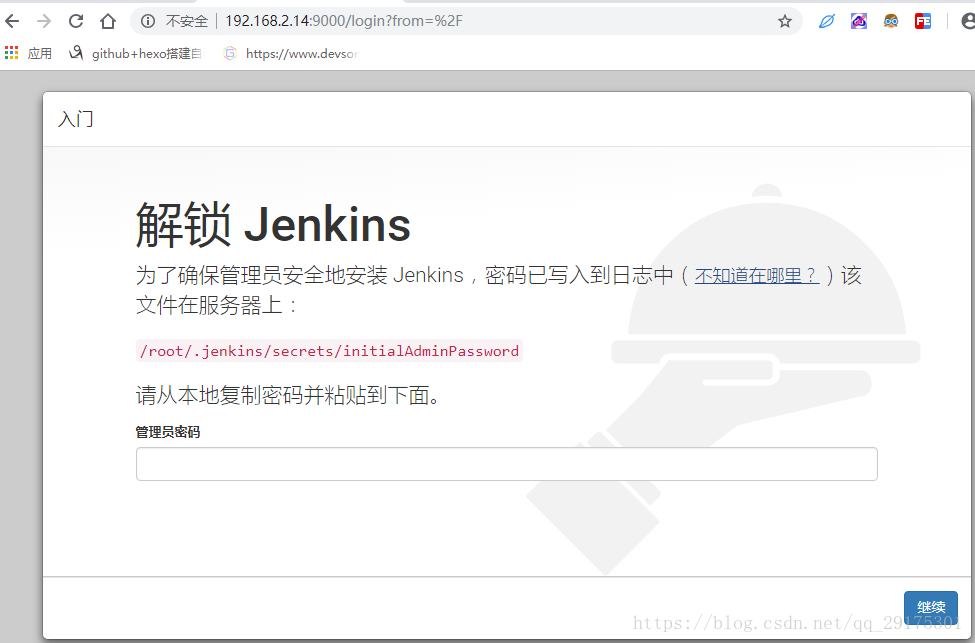 不安全 192.168.2.14:9000/login?from=%2F
应用 github+hexo搭建自 https://www.devsor
入门
解锁 Jenkins
为了确保管理员安全地安装 Jenkins，密码已写入到日志中（不知道在哪里？）该
文件在服务器上：
/root/.jenkins/secrets/initialAdminPassword
请从本地复制密码并粘贴到下面。
管理员密码
继续
https://blog.csdn.net/qq_29175301